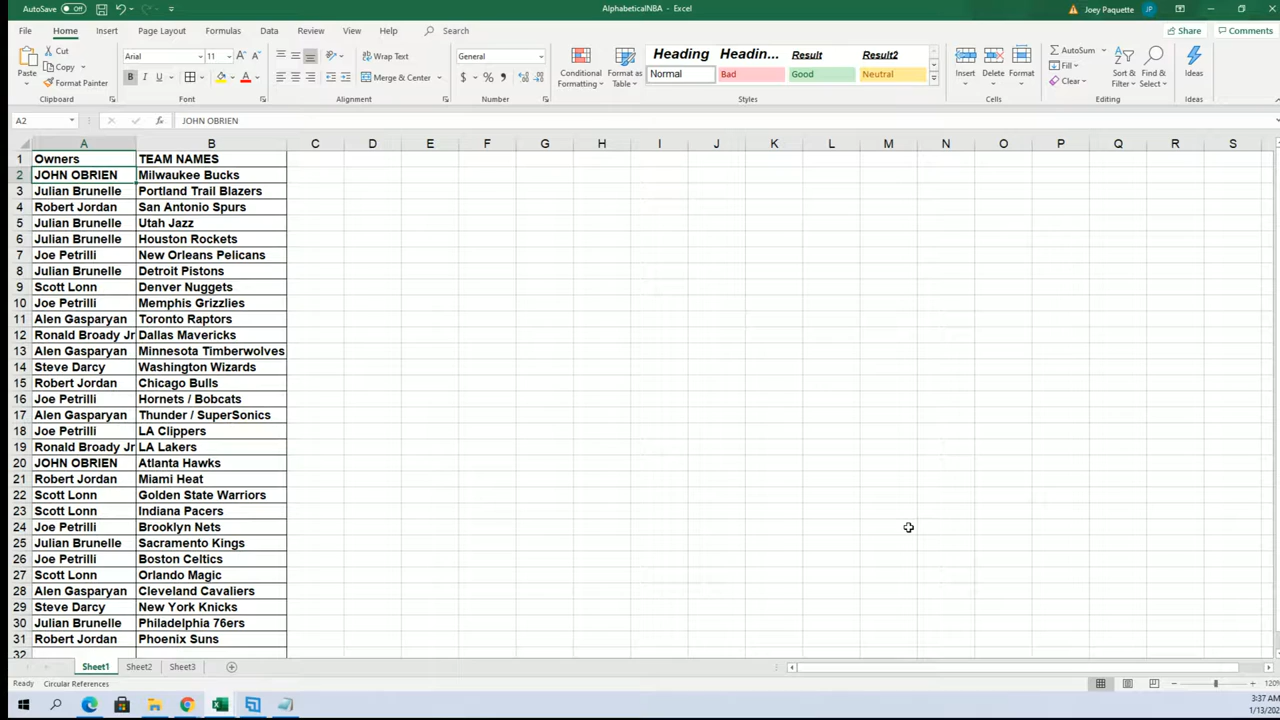 AutoSave Off AlphabeticalNBA - Excel Joey Paquette JP
File Home Insert Page Layout Formulas Data Review View Help Search Share Comments
Paste Cut Copy Format Painter Arial 11 Wrap Text General Conditional Formatting Format as Table Heading Headin... Result Result2 Insert Delete Format AutoSum Sort & Filter Find & Select Ideas
B I U Merge & Center $ % Normal Bad Good Neutral Fill Clear
Clipboard Font Alignment Number Styles Cells Editing Ideas
A2 fx JOHN OBRIEN
A B C D E F G H I J K L M N O P Q R S
1 Owners TEAM NAMES
2 JOHN OBRIEN Milwaukee Bucks
3 Julian Brunelle Portland Trail Blazers
4 Robert Jordan San Antonio Spurs
5 Julian Brunelle Utah Jazz
6 Julian Brunelle Houston Rockets
7 Joe Petrilli New Orleans Pelicans
8 Julian Brunelle Detroit Pistons
9 Scott Lonn Denver Nuggets
10 Joe Petrilli Memphis Grizzlies
11 Alen Gasparyan Toronto Raptors
12 Ronald Broady Jr Dallas Mavericks
13 Alen Gasparyan Minnesota Timberwolves
14 Steve Darcy Washington Wizards
15 Robert Jordan Chicago Bulls
16 Joe Petrilli Hornets / Bobcats
17 Alen Gasparyan Thunder / SuperSonics
18 Joe Petrilli LA Clippers
19 Ronald Broady Jr LA Lakers
20 JOHN OBRIEN Atlanta Hawks
21 Robert Jordan Miami Heat
22 Scott Lonn Golden State Warriors
23 Scott Lonn Indiana Pacers
24 Joe Petrilli Brooklyn Nets
25 Julian Brunelle Sacramento Kings
26 Joe Petrilli Boston Celtics
27 Scott Lonn Orlando Magic
28 Alen Gasparyan Cleveland Cavaliers
29 Steve Darcy New York Knicks
30 Julian Brunelle Philadelphia 76ers
31 Robert Jordan Phoenix Suns
32
Sheet1 Sheet2 Sheet3
Ready Circular References 120%
3:37 AM
1/13/202